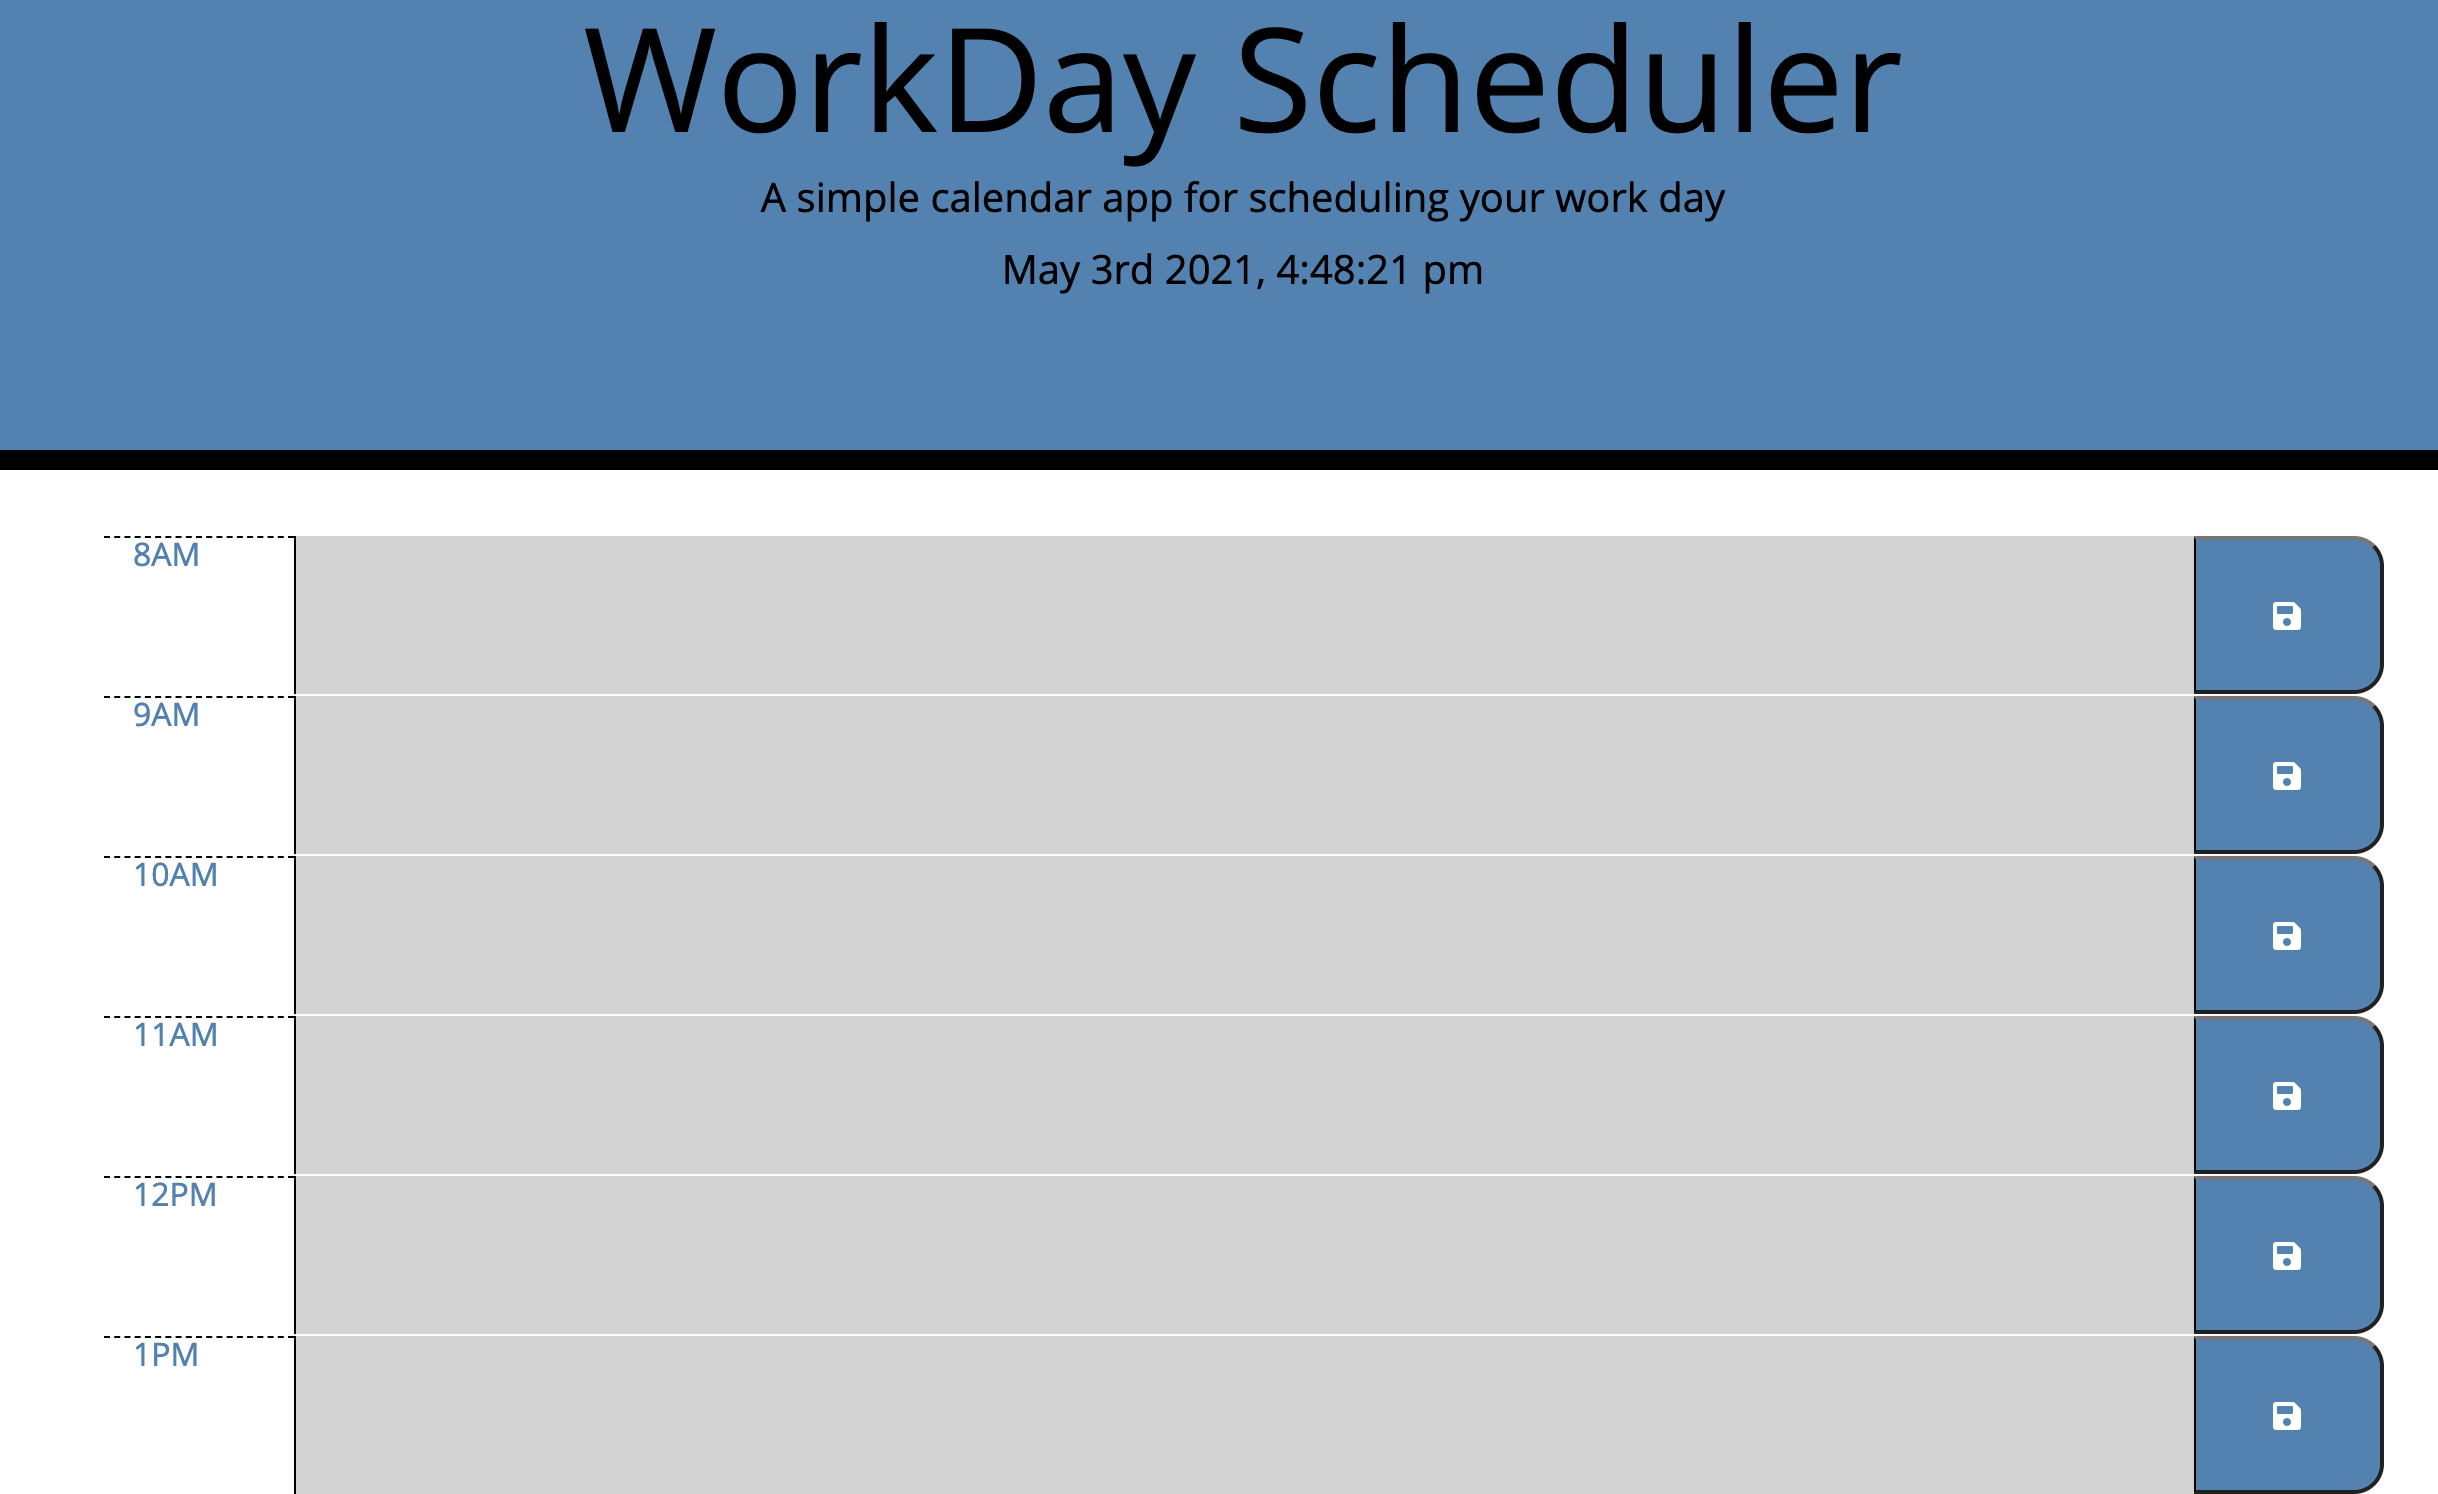 WorkDay Scheduler
A simple calendar app for scheduling your work day
May 3rd 2021, 4:48:21 pm
8AM
9AM
10AM
11AM
12PM
1PM